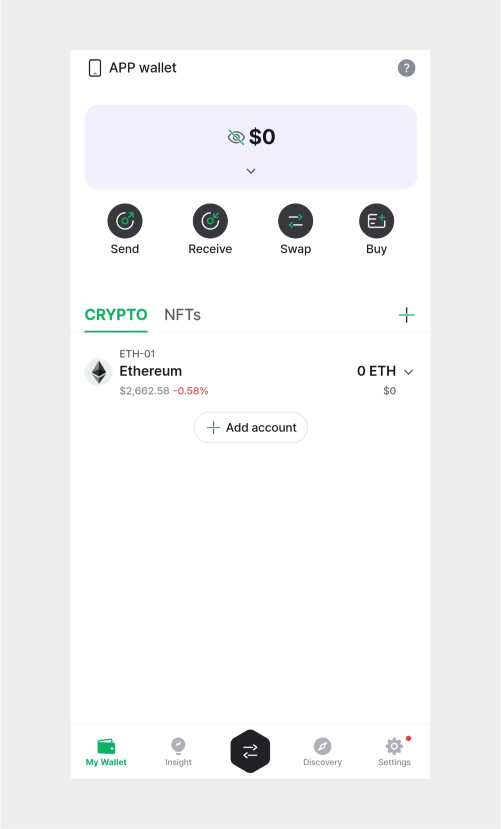 APP wallet
?
$0
Send Receive Swap Buy
CRYPTO NFTs
ETH-01
Ethereum 0 ETH
$2,662.58 -0.58% $0
Add account
My Wallet Insight Discovery Settings